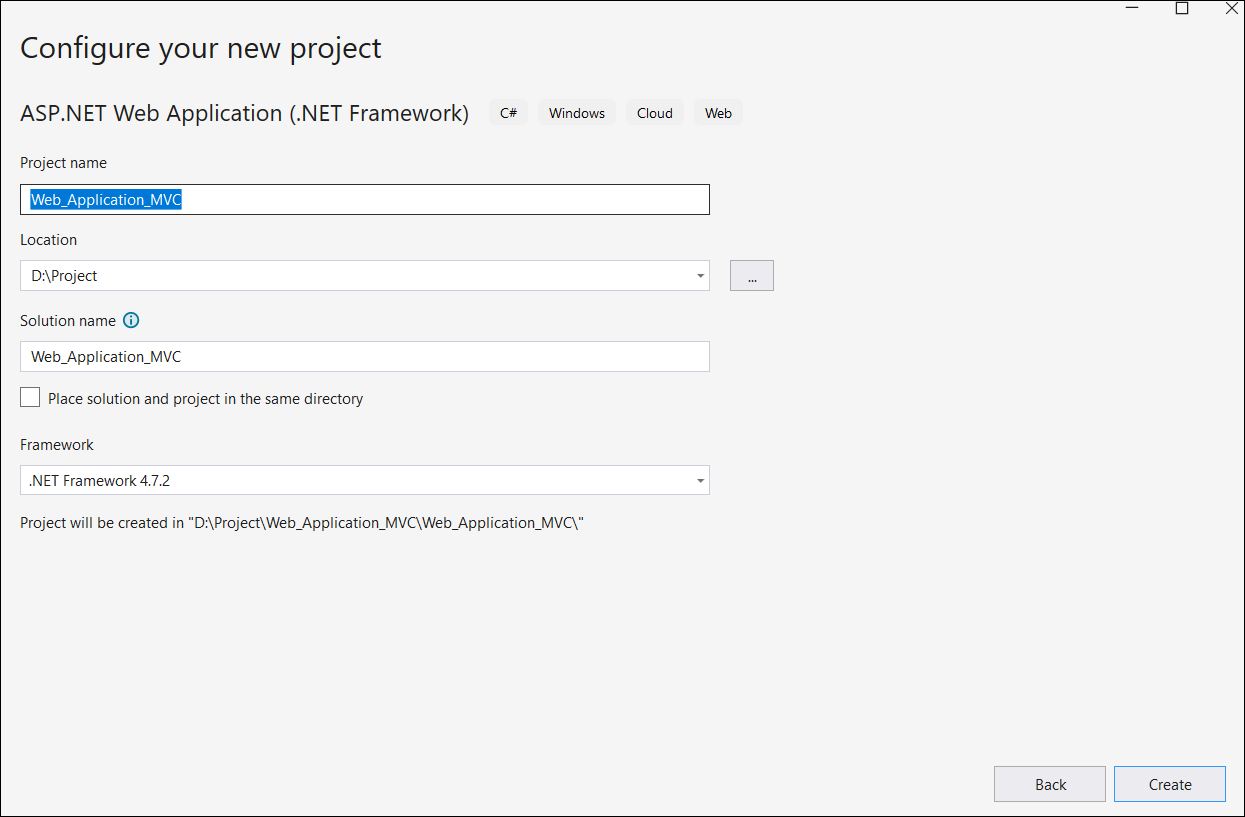 Configure your new project
ASP.NET Web Application (.NET Framework) C# Windows Cloud Web
Project name
Web_Application_MVC
Location
D:\Project
...
Solution name
Web_Application_MVC
Place solution and project in the same directory
Framework
.NET Framework 4.7.2
Project will be created in "D:\Project\Web_Application_MVC\Web_Application_MVC\"
Back Create